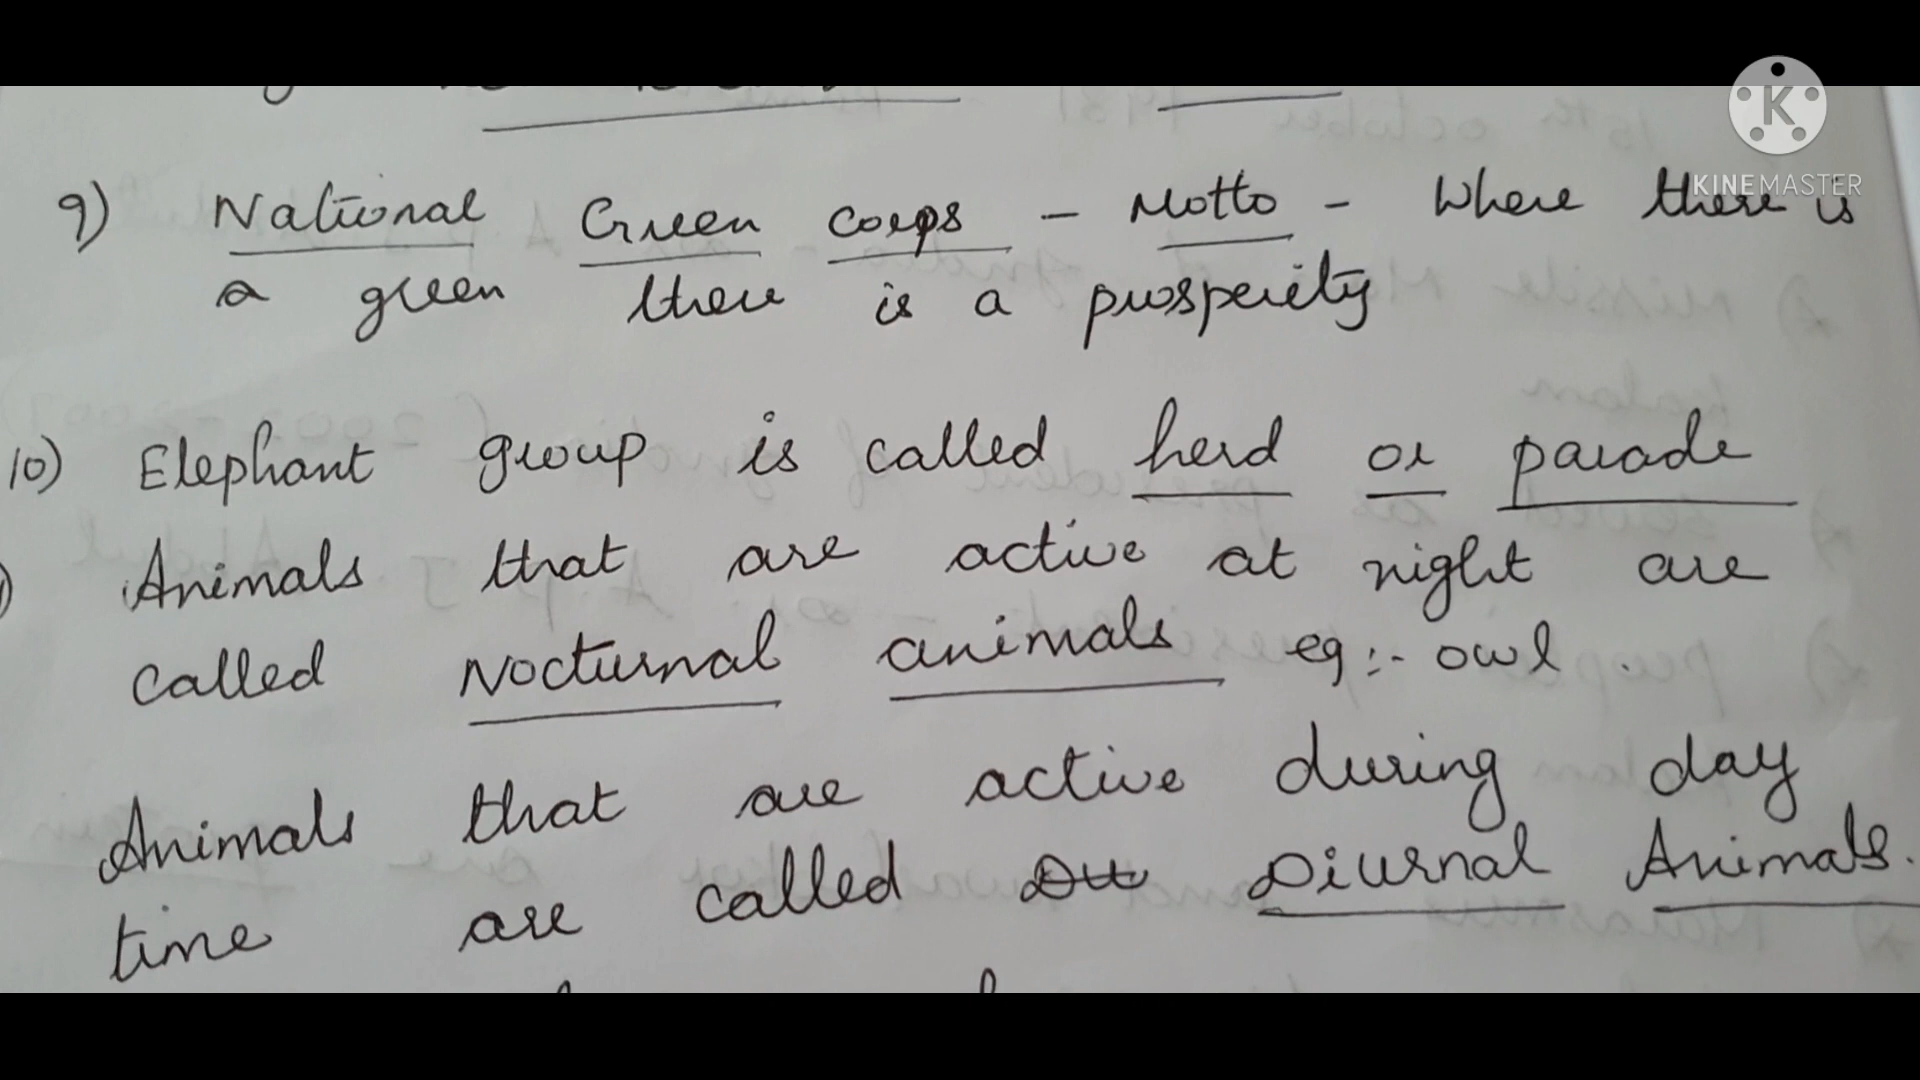 KINEMASTER
9) National Green corps - Motto - Where there is
a green there is a prosperity
10) Elephant group is called herd or parade
Animals that are active at night are
called Nocturnal animals eg:- owl.
Animals that are active during day
time are called Diurnal Animals.